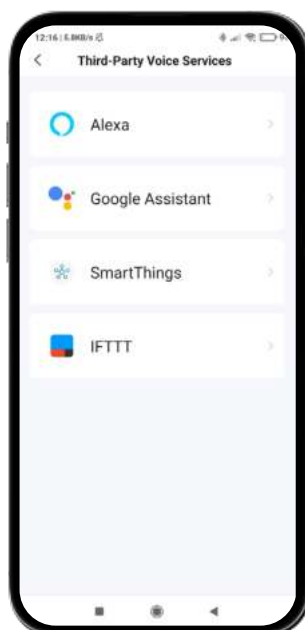 12:16 | 5.8KB/s
Third-Party Voice Services
Alexa
Google Assistant
SmartThings
IFTTT